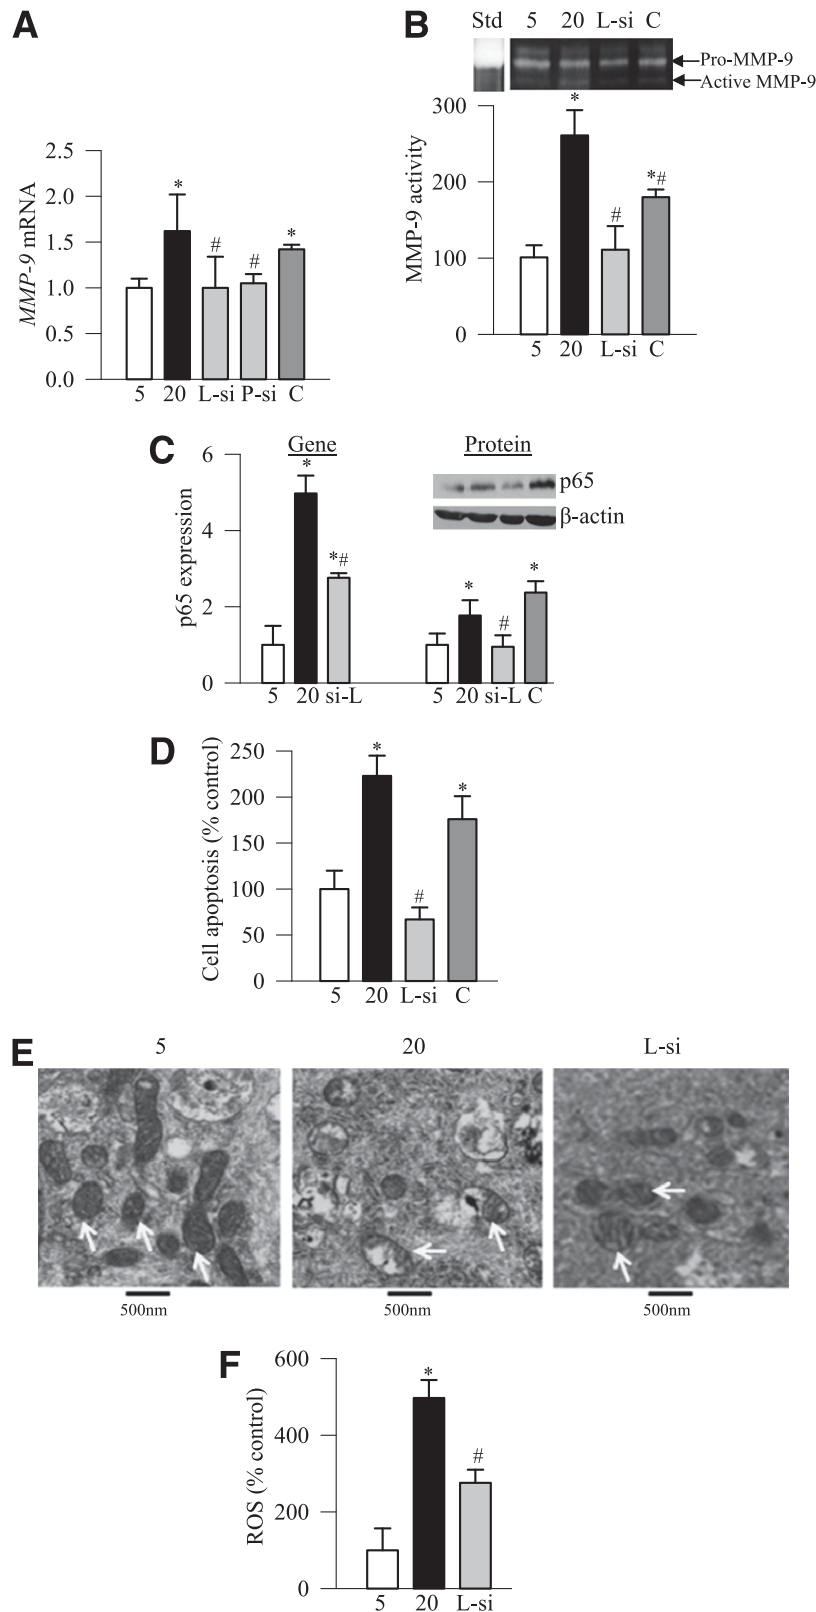 A
2.5
2.0
1.5
1.0
0.5
0.0
MMP-9 mRNA
*
#
#
*
5 20 L-si P-si C
B
Std 5 20 L-si C
Pro-MMP-9
Active MMP-9
300
200
100
0
MMP-9 activity
*
#
*#
5 20 L-si C
C
Gene
Protein
6
4
2
0
p65 expression
*
*#
p65
β-actin
*
#
*
5 20 si-L
5 20 si-L C
D
250
200
150
100
50
0
Cell apoptosis (% control)
*
#
*
5 20 L-si C
E
5 20 L-si
500nm 500nm 500nm
F
600
400
200
0
ROS (% control)
*
#
5 20 L-si